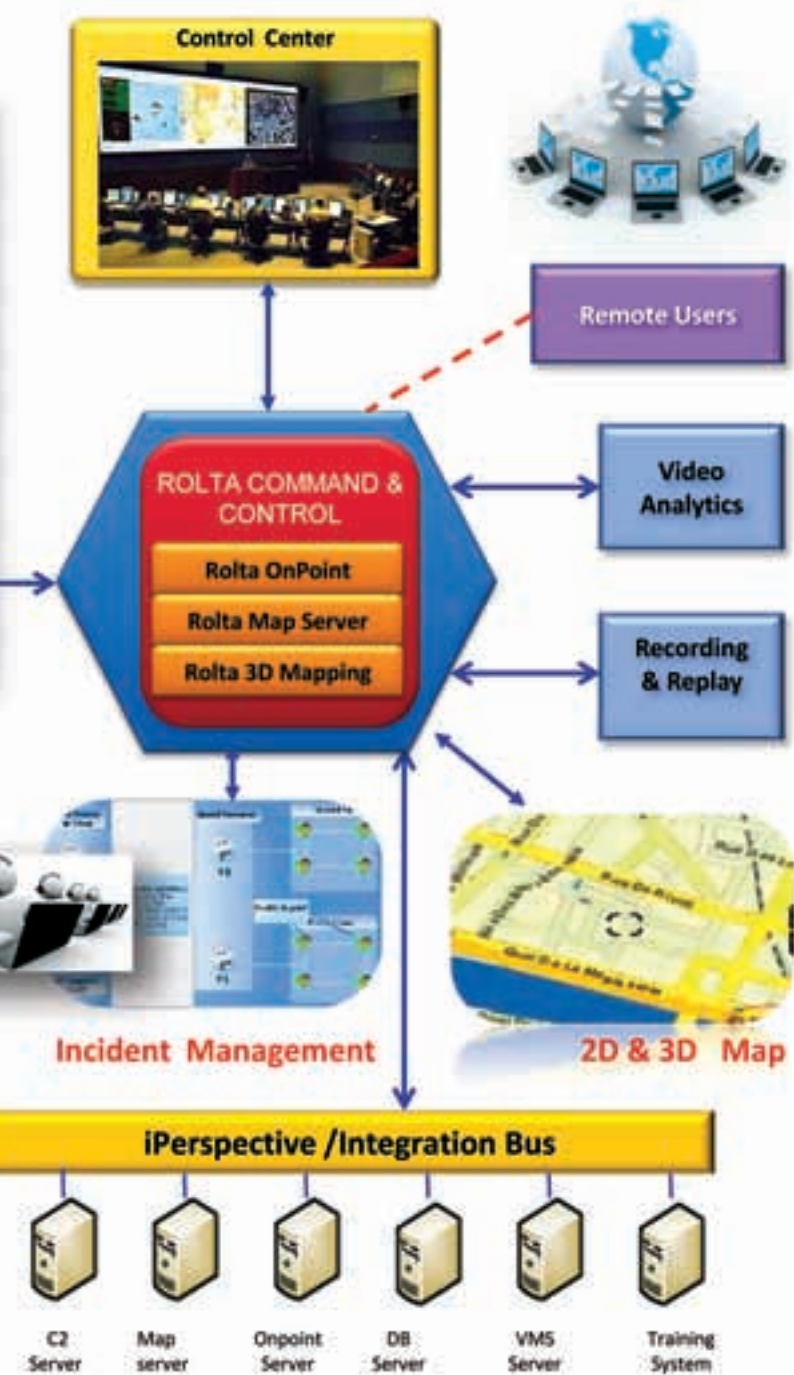 Control Center
Remote Users
ROLTA COMMAND &
CONTROL
Rolta OnPoint
Rolta Map Server
Rolta 3D Mapping
Video
Analytics
Recording
& Replay
Incident Management
2D & 3D Map
iPerspective /Integration Bus
C2
Server
Map
server
Onpoint
Server
DB
Server
VMS
Server
Training
System